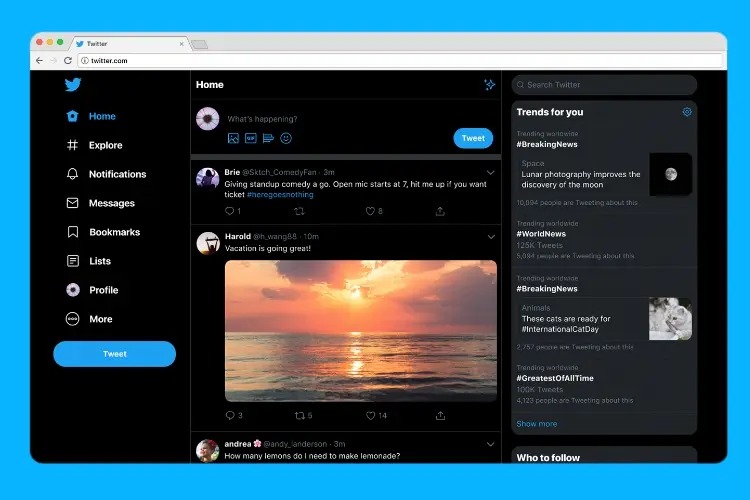 Twitter
twitter.com
Home
Explore
Notifications
Messages
Bookmarks
Lists
Profile
More
Tweet
Home
What's happening?
GIF
Tweet
Brie @Sktch_ComedyFan · 3m
Giving standup comedy a go. Open mic starts at 7, hit me up if you want
ticket #heregoesnothing
1
8
Harold @h_wang88 · 10m
Vacation is going great!
3
5
14
andrea @andy_landerson · 3m
How many lemons do I need to make lemonade?
Search Twitter
Trends for you
Trending worldwide
#BreakingNews
Space
Lunar photography improves the
discovery of the moon
10,094 people are Tweeting about this
Trending worldwide
#WorldNews
125K Tweets
5,094 people are Tweeting about this
Trending worldwide
#BreakingNews
Animals
These cats are ready for
#InternationalCatDay
2,757 people are Tweeting about this
Trending worldwide
#GreatestOfAllTime
100K Tweets
4,123 people are Tweeting about this
Show more
Who to follow